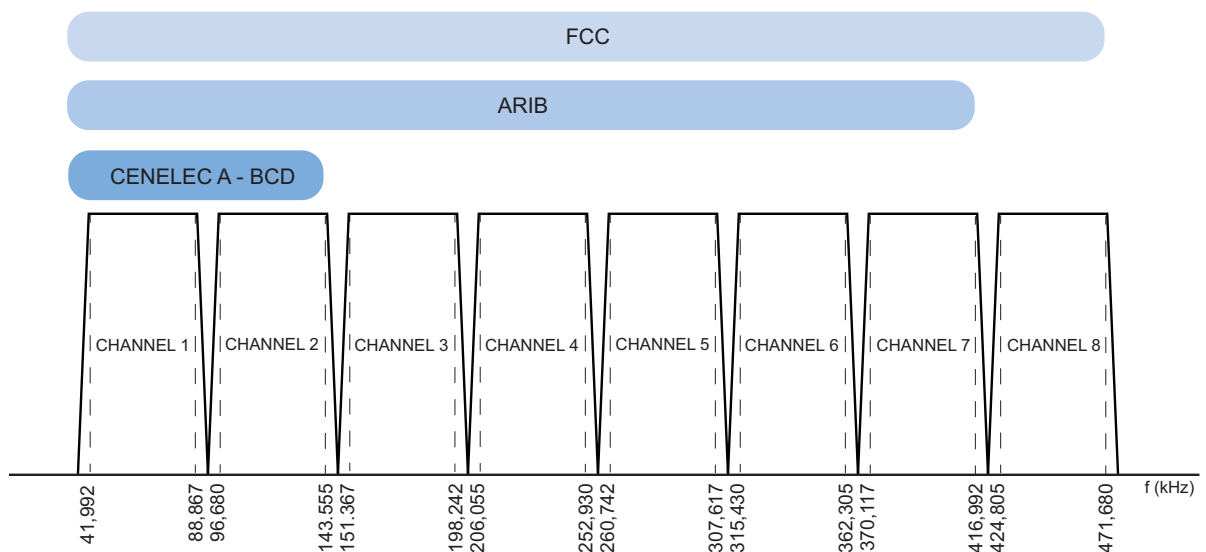 FCC
ARIB
CENELEC A - BCD
CHANNEL 1
CHANNEL 2
CHANNEL 3
CHANNEL 4
CHANNEL 5
CHANNEL 6
CHANNEL 7
CHANNEL 8
41,992
88,867
96,680
143.555
151.367
198,242
206,055
252,930
260,742
307,617
315,430
362,305
370,117
416,992
424,805
471,680
f (kHz)